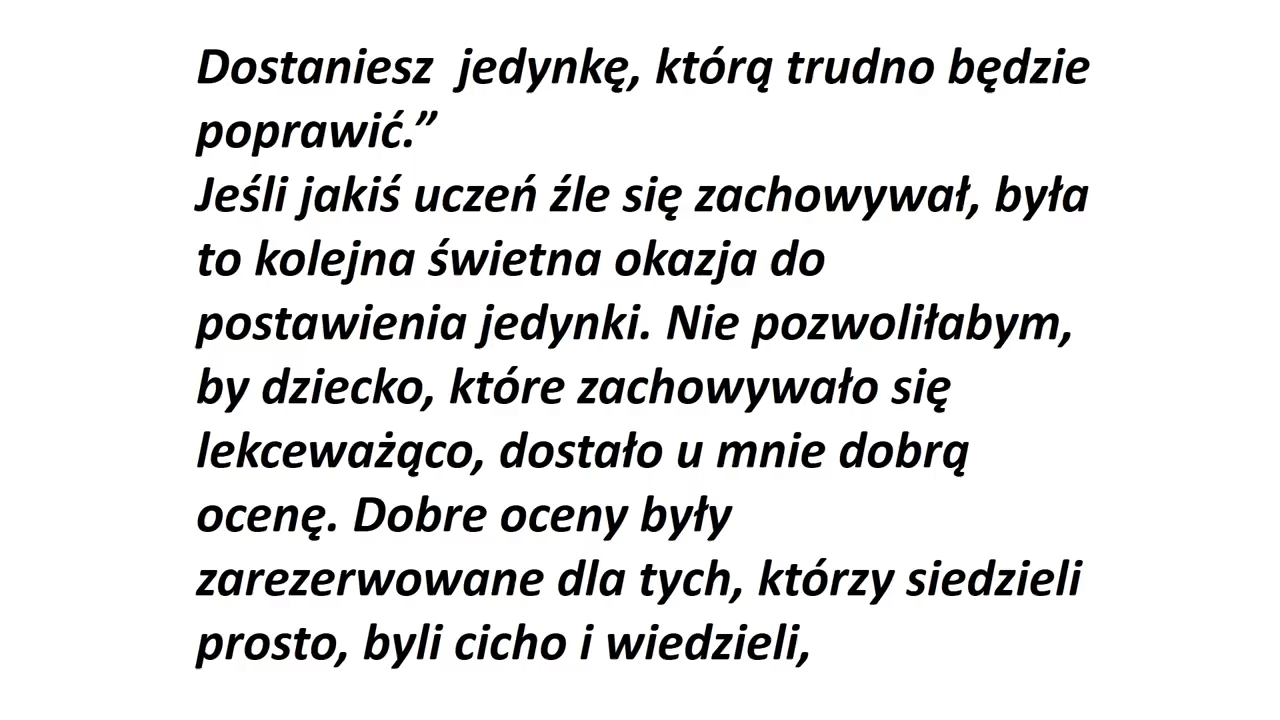 Dostaniesz  jedynkę, którą trudno będzie
poprawić.”
Jeśli jakiś uczeń źle się zachowywał, była
to kolejna świetna okazja do
postawienia jedynki. Nie pozwoliłabym,
by dziecko, które zachowywało się
lekceważąco, dostało u mnie dobrą
ocenę. Dobre oceny były
zarezerwowane dla tych, którzy siedzieli
prosto, byli cicho i wiedzieli,